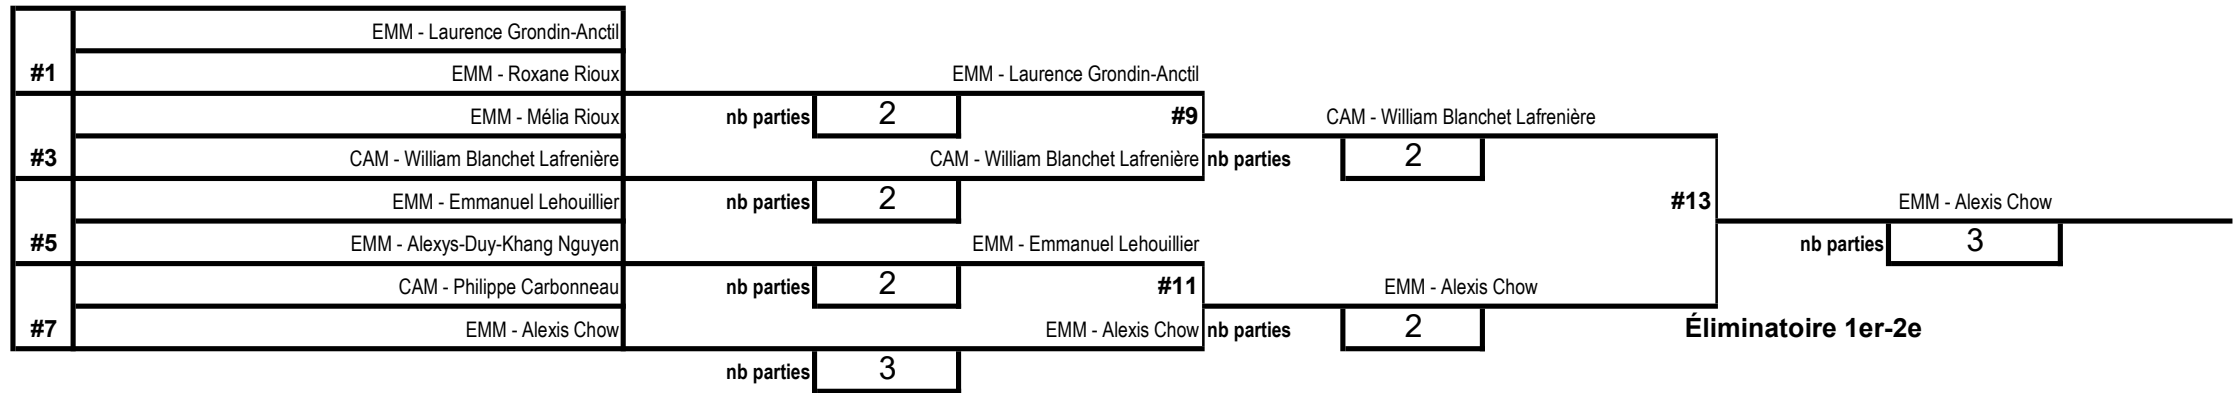 EMM - Laurence Grondin-Anctil
#1 EMM - Roxane Rioux EMM - Laurence Grondin-Anctil
EMM - Mélia Rioux nb parties 2 #9 CAM - William Blanchet Lafrenière
#3 CAM - William Blanchet Lafrenière CAM - William Blanchet Lafrenière nb parties 2
EMM - Emmanuel Lehouillier nb parties 2 #13 EMM - Alexis Chow
#5 EMM - Alexys-Duy-Khang Nguyen EMM - Emmanuel Lehouillier nb parties 3
CAM - Philippe Carbonneau nb parties 2 #11 EMM - Alexis Chow
#7 EMM - Alexis Chow EMM - Alexis Chow nb parties 2 Éliminatoire 1er-2e
nb parties 3